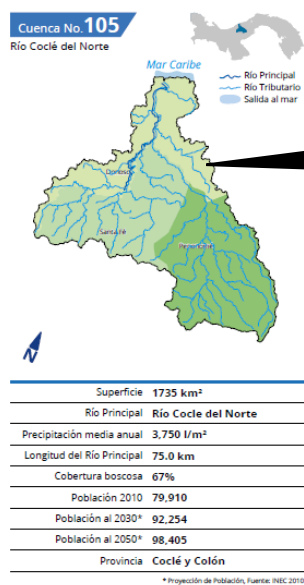 Cuenca No. 105
Río Coclé del Norte
Mar Caribe
Río Principal
Río Tributario
Salida al mar
Donoso
Santa Fé
Penonomé
N
Superficie 1735 km²
Río Principal Río Cocle del Norte
Precipitación media anual 3,750 l/m²
Longitud del Río Principal 75.0 km
Cobertura boscosa 67%
Población 2010 79,910
Población al 2030* 92,254
Población al 2050* 98,405
Provincia Coclé y Colón
* Proyección de Población, Fuente: INEC 2010